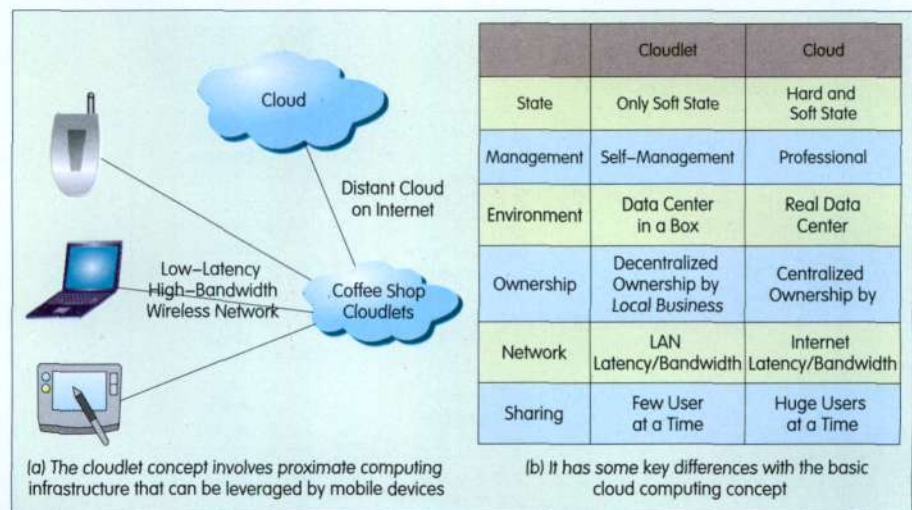 Cloud
Distant Cloud
on Internet
Low–Latency
High–Bandwidth
Wireless Network
Coffee Shop
Cloudlets
(a) The cloudlet concept involves proximate computing
infrastructure that can be leveraged by mobile devices
Cloudlet Cloud
State Only Soft State Hard and
Soft State
Management Self–Management Professional
Environment Data Center
in a Box Real Data
Center
Ownership Decentralized
Ownership by
Local Business Centralized
Ownership by
Network LAN
Latency/Bandwidth Internet
Latency/Bandwidth
Sharing Few User
at a Time Huge Users
at a Time
(b) It has some key differences with the basic
cloud computing concept